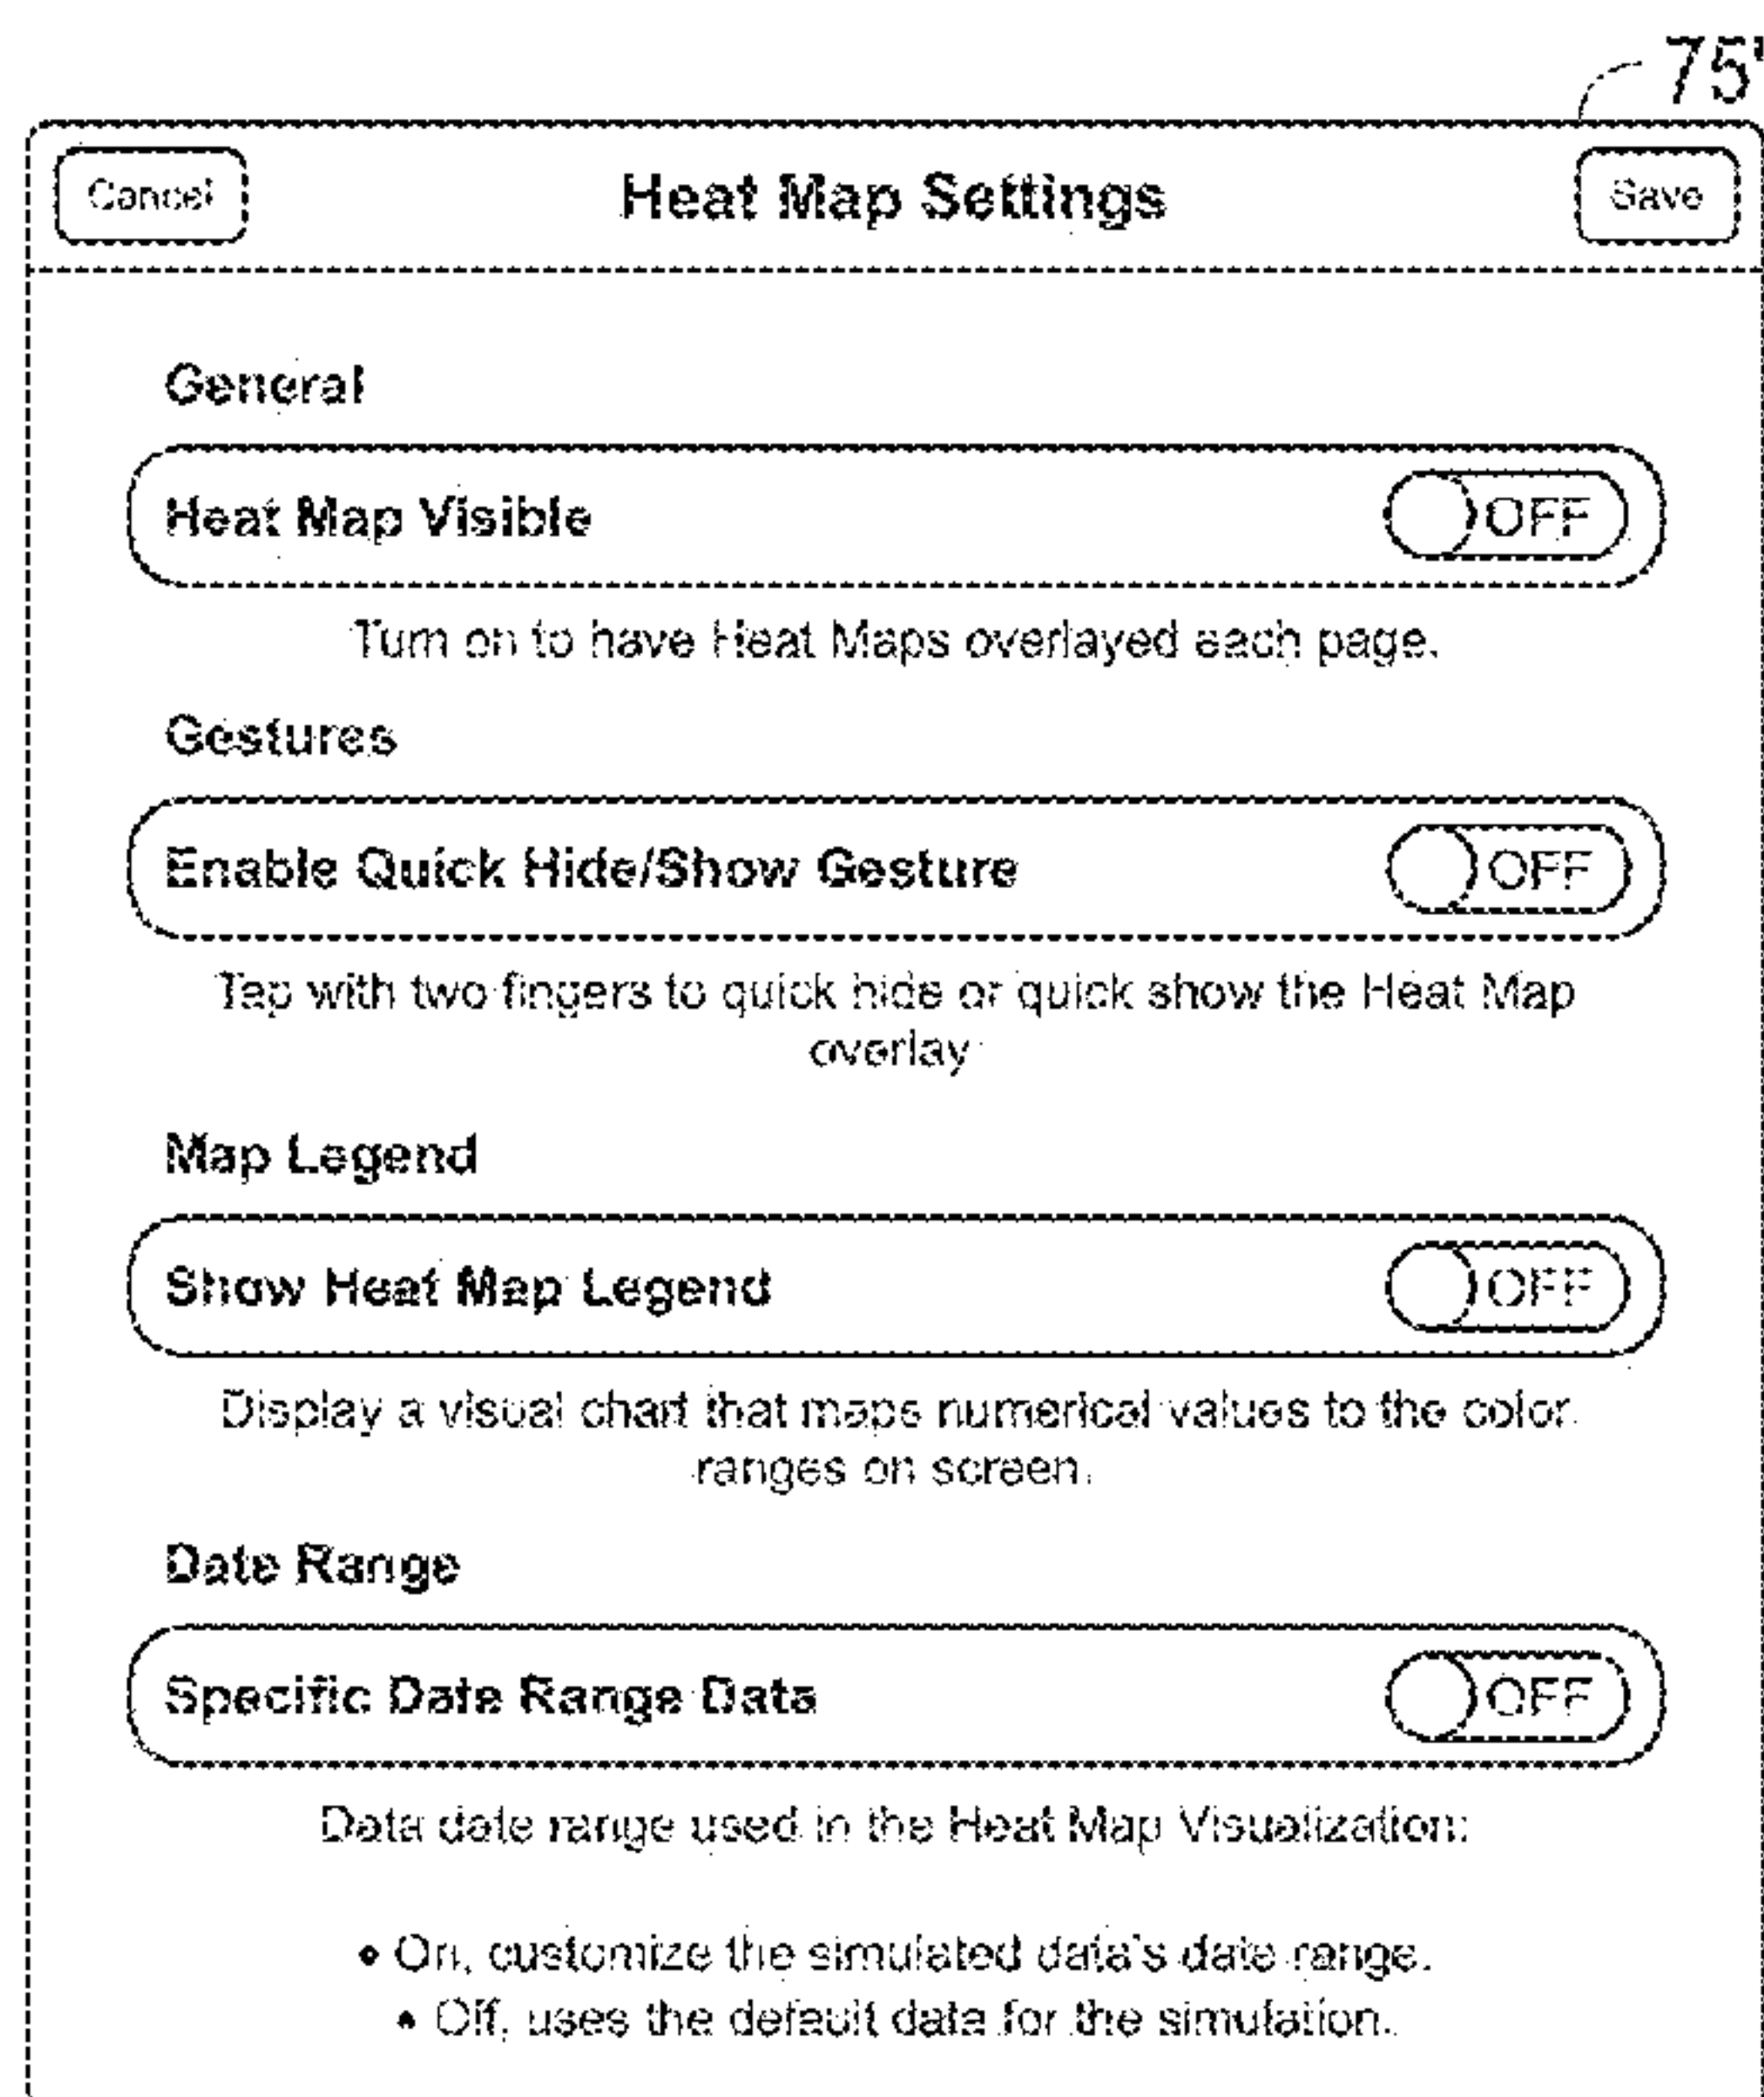 75'
Cancel Heat Map Settings Save
General
Heat Map Visible OFF
Turn on to have Heat Maps overlayed each page.
Gestures
Enable Quick Hide/Show Gesture OFF
Tap with two fingers to quick hide or quick show the Heat Map
overlay
Map Legend
Show Heat Map Legend OFF
Display a visual chart that maps numerical values to the color
ranges on screen.
Date Range
Specific Date Range Data OFF
Data date range used in the Heat Map Visualization:
• On, customize the simulated data's date range.
• Off, uses the default data for the simulation.